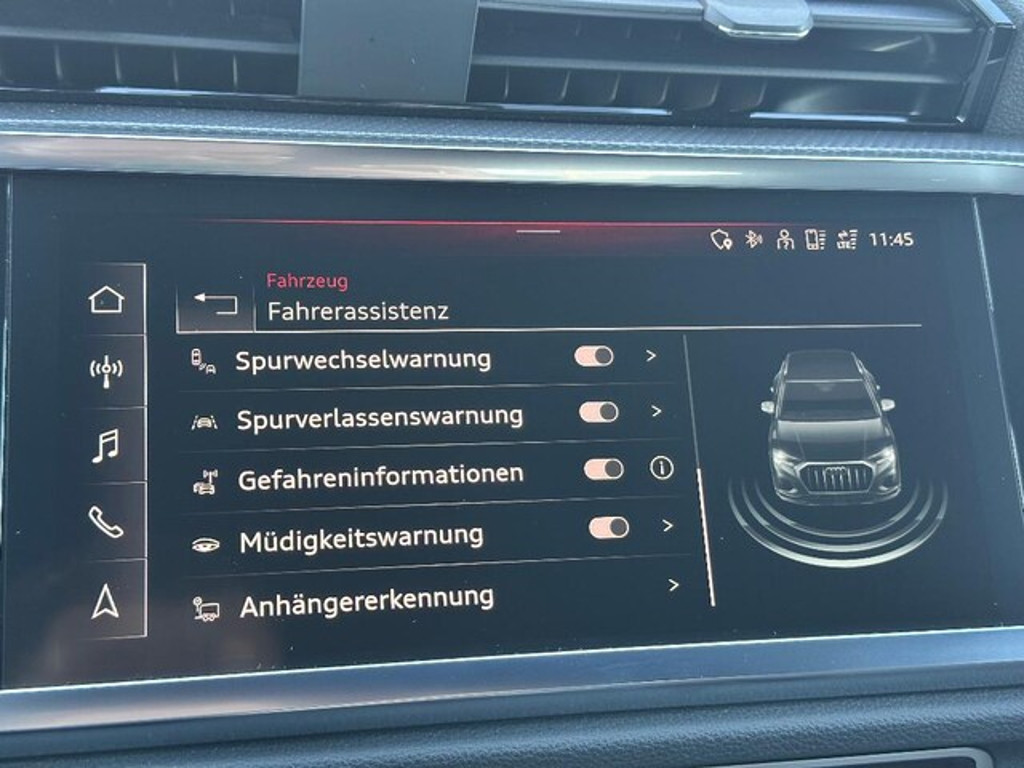 11:45
Fahrzeug
Fahrerassistenz
Spurwechselwarnung
Spurverlassenswarnung
Gefahreninformationen
Müdigkeitswarnung
Anhängererkennung